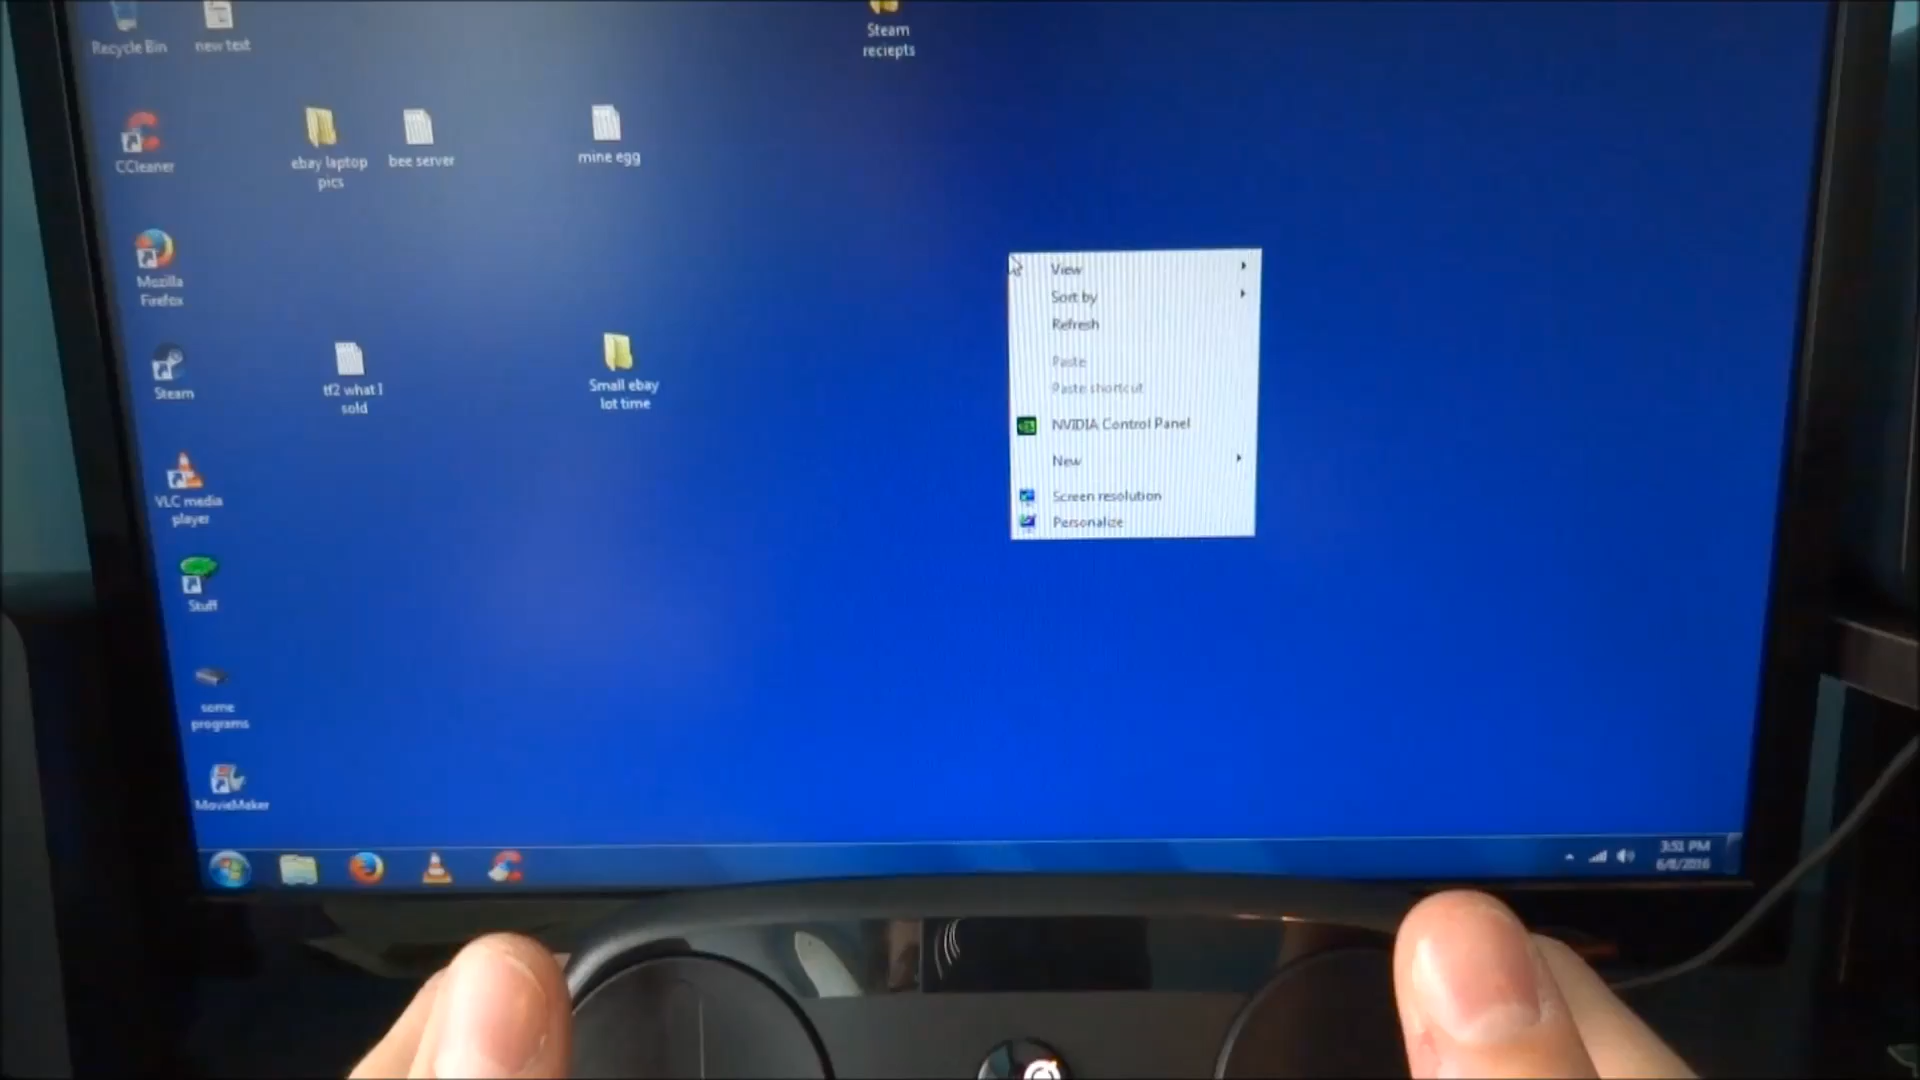 Recycle Bin
new text
Steam
reciepts
CCleaner
ebay laptop
pics
bee server
mine egg
Mozilla
Firefox
Steam
tf2 what I
sold
Small ebay
lot time
VLC media
player
Stuff
some
programs
MovieMaker
View
Sort by
Refresh
Paste
Paste shortcut
NVIDIA Control Panel
New
Screen resolution
Personalize
3:51 PM